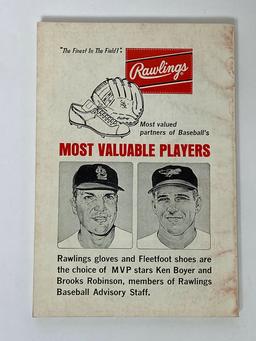 "The Finest In The Field!"
Rawlings
Most valued
partners of Baseball's
MOST VALUABLE PLAYERS
Rawlings gloves and Fleetfoot shoes are
the choice of MVP stars Ken Boyer and
Brooks Robinson, members of Rawlings
Baseball Advisory Staff.